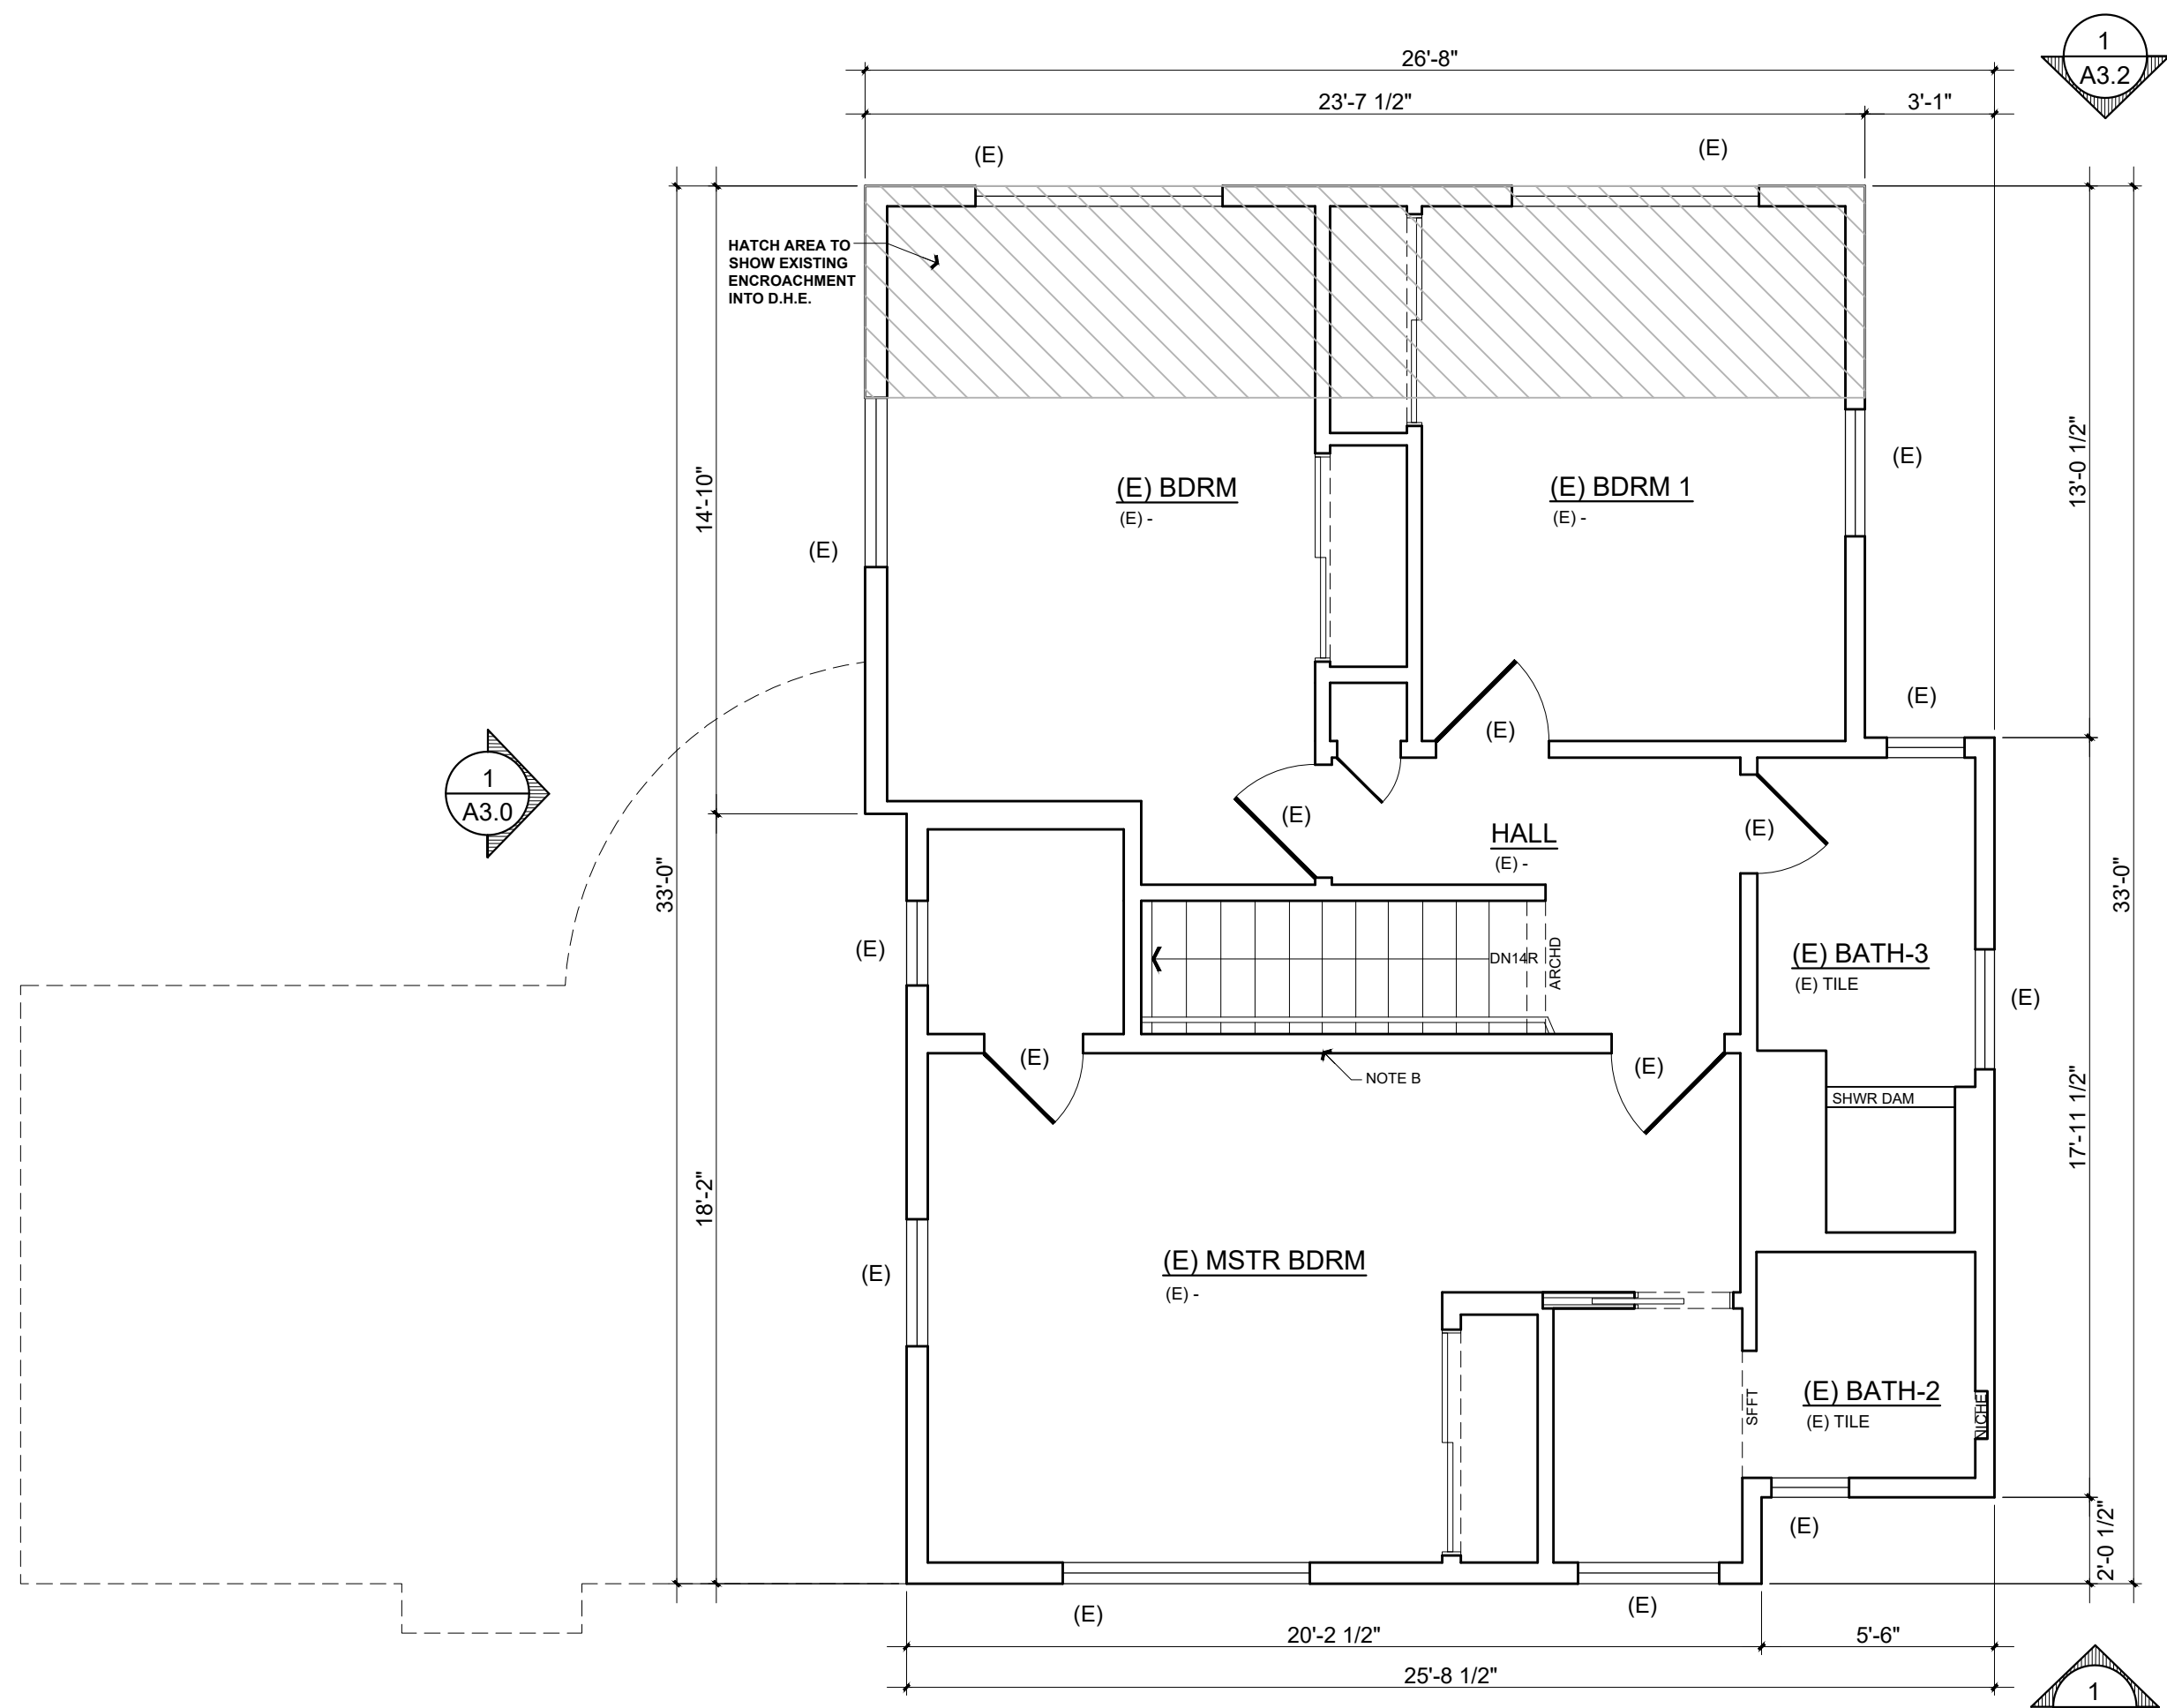 1
A3.2
26'-8"
23'-7 1/2"
3'-1"
(E)
(E)
HATCH AREA TO
SHOW EXISTING
ENCROACHMENT
INTO D.H.E.
14'-10"
13'-0 1/2"
(E)
(E) BDRM
(E) -
(E) BDRM 1
(E) -
(E)
(E)
(E)
1
A3.0
(E)
(E)
HALL
(E) -
33'-0"
33'-0"
(E)
DN14R
ARCHD
(E) BATH-3
(E) TILE
(E)
(E)
(E)
NOTE B
SHWR DAM
17'-11 1/2"
18'-2"
(E)
(E) MSTR BDRM
(E) -
SFFT
(E) BATH-2
(E) TILE
NICHE
(E)
2'-0 1/2"
(E)
(E)
20'-2 1/2"
5'-6"
25'-8 1/2"
1